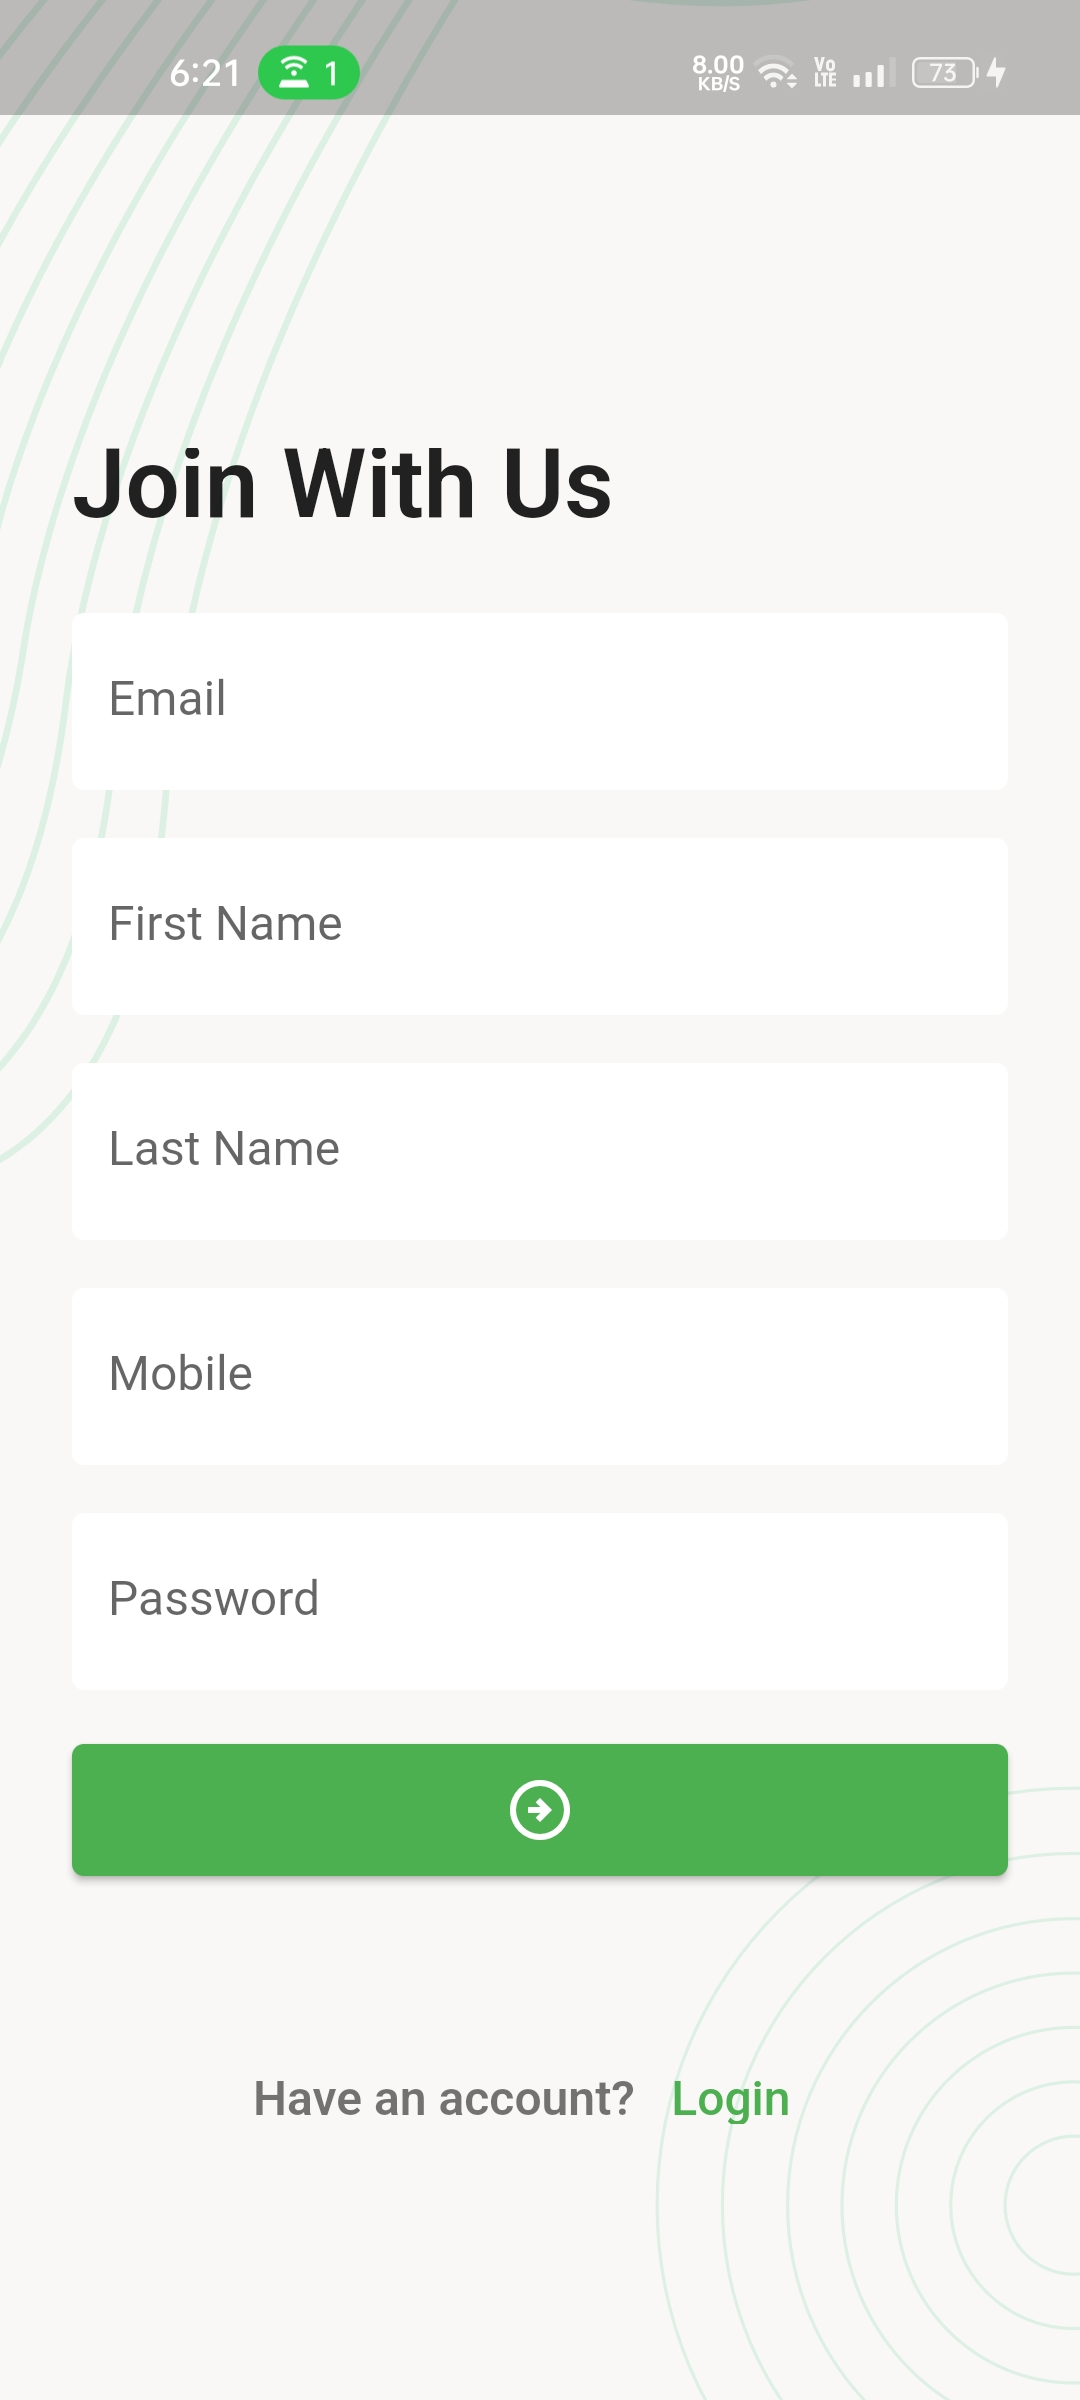 6:21 1 8.00 KB/S Vo LTE 73
Join With Us
Email
First Name
Last Name
Mobile
Password
Have an account? Login